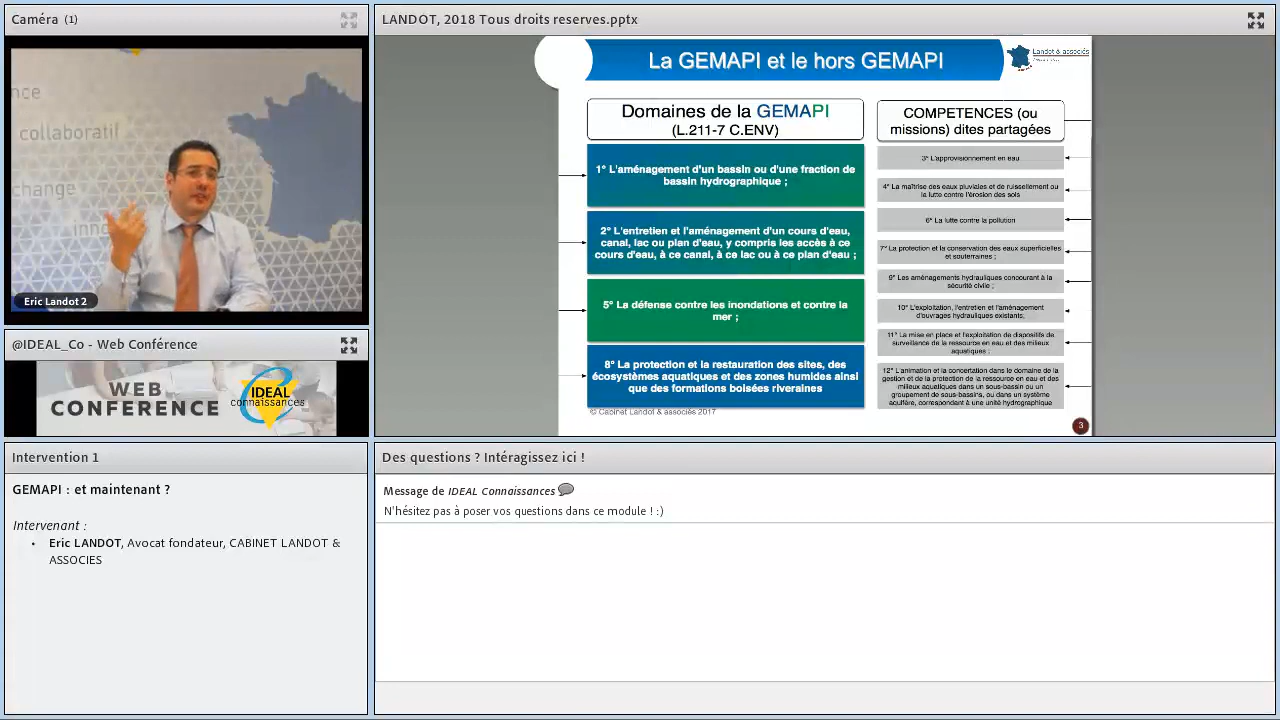 Caméra (1)
nce
collaboratif
change
inno
Eric Landot 2
@IDEAL_Co - Web Conférence
WEB
CONFERENCE
IDEAL
connaissances
Intervention 1
GEMAPI : et maintenant ?
Intervenant :
• Eric LANDOT, Avocat fondateur, CABINET LANDOT &
ASSOCIES
LANDOT, 2018 Tous droits reserves.pptx
La GEMAPI et le hors GEMAPI
Landot & associés
Domaines de la GEMAPI
(L.211-7 C.ENV)
1° L'aménagement d'un bassin ou d'une fraction de
bassin hydrographique ;
2° L'entretien et l'aménagement d'un cours d'eau,
canal, lac ou plan d'eau, y compris les accès à ce
cours d'eau, à ce canal, à ce lac ou à ce plan d'eau ;
5° La défense contre les inondations et contre la
mer ;
8° La protection et la restauration des sites, des
écosystèmes aquatiques et des zones humides ainsi
que des formations boisées riveraines
© Cabinet Landot & associés 2017
COMPETENCES (ou
missions) dites partagées
3° L'approvisionnement en eau
4° La maîtrise des eaux pluviales et de ruissellement ou
la lutte contre l'érosion des sols
6° La lutte contre la pollution
7° La protection et la conservation des eaux superficielles
et souterraines ;
9° Les aménagements hydrauliques concourant à la
sécurité civile ;
10° L'exploitation, l'entretien et l'aménagement
d'ouvrages hydrauliques existants,
11° La mise en place et l'exploitation de dispositifs de
surveillance de la ressource en eau et des milieux
aquatiques ;
12° L'animation et la concertation dans le domaine de la
gestion et de la protection de la ressource en eau et des
milieux aquatiques dans un sous-bassin ou un
groupement de sous-bassins, ou dans un système
aquifère, correspondant à une unité hydrographique
3
Des questions ? Intéragissez ici !
Message de IDEAL Connaissances
N'hésitez pas à poser vos questions dans ce module ! :)